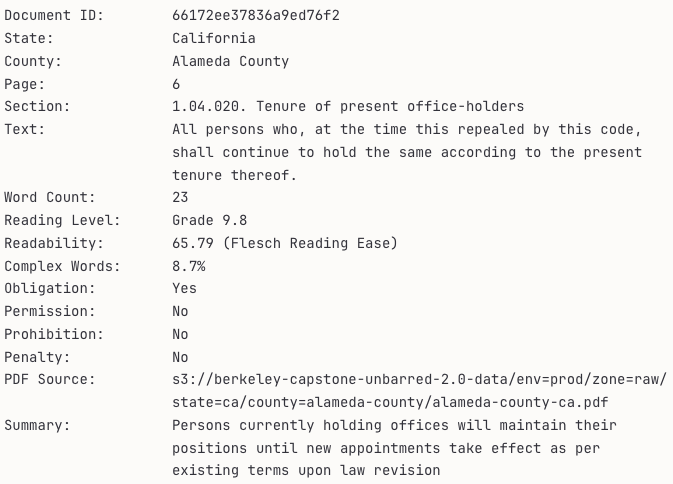 Document ID: 66172ee37836a9ed76f2
State: California
County: Alameda County
Page: 6
Section: 1.04.020. Tenure of present office-holders
Text: All persons who, at the time this repealed by this code,
shall continue to hold the same according to the present
tenure thereof.
Word Count: 23
Reading Level: Grade 9.8
Readability: 65.79 (Flesch Reading Ease)
Complex Words: 8.7%
Obligation: Yes
Permission: No
Prohibition: No
Penalty: No
PDF Source: s3://berkeley-capstone-unbarred-2.0-data/env=prod/zone=raw/
state=ca/county=alameda-county/alameda-county-ca.pdf
Summary: Persons currently holding offices will maintain their
positions until new appointments take effect as per
existing terms upon law revision